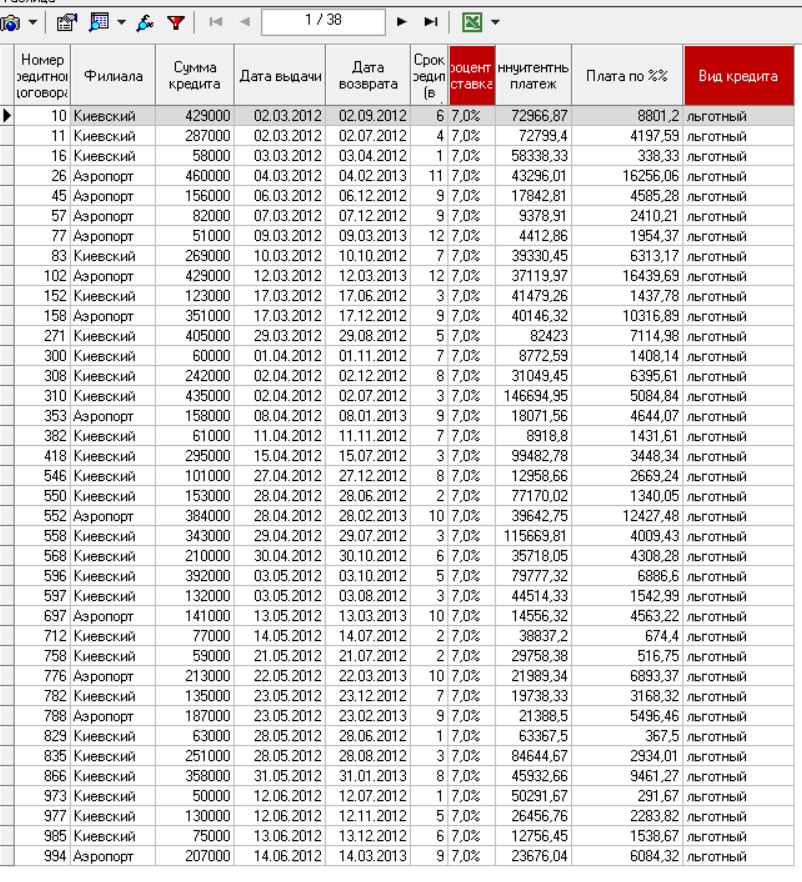 Таблица
1 / 38
Номер кредитного договора Филиала Сумма кредита Дата выдачи Дата возврата Срок (в Процент ставка платеж Плата по %% Вид кредита
10 Киевский 429000 02.03.2012 02.09.2012 6 7,0% 72966,87 8801,2 льготный
11 Киевский 287000 02.03.2012 02.07.2012 4 7,0% 72799,4 4197,59 льготный
16 Киевский 58000 03.03.2012 03.04.2012 1 7,0% 58338,33 338,33 льготный
26 Аэропорт 460000 04.03.2012 04.02.2013 11 7,0% 43296,01 16256,06 льготный
45 Аэропорт 156000 06.03.2012 06.12.2012 9 7,0% 17842,81 4585,28 льготный
57 Аэропорт 82000 07.03.2012 07.12.2012 9 7,0% 9378,91 2410,21 льготный
77 Аэропорт 51000 09.03.2012 09.03.2013 12 7,0% 4412,86 1954,37 льготный
83 Киевский 269000 10.03.2012 10.10.2012 7 7,0% 39330,45 6313,17 льготный
102 Аэропорт 429000 12.03.2012 12.03.2013 12 7,0% 37119,97 16439,69 льготный
152 Киевский 123000 17.03.2012 17.06.2012 3 7,0% 41479,26 1437,78 льготный
158 Аэропорт 351000 17.03.2012 17.12.2012 9 7,0% 40146,32 10316,89 льготный
271 Киевский 405000 29.03.2012 29.08.2012 5 7,0% 82423 7114,98 льготный
300 Киевский 60000 01.04.2012 01.11.2012 7 7,0% 8772,59 1408,14 льготный
308 Киевский 242000 02.04.2012 02.12.2012 8 7,0% 31049,45 6395,61 льготный
310 Киевский 435000 02.04.2012 02.07.2012 3 7,0% 146694,95 5084,84 льготный
353 Аэропорт 158000 08.04.2012 08.01.2013 9 7,0% 18071,56 4644,07 льготный
382 Киевский 61000 11.04.2012 11.11.2012 7 7,0% 8918,8 1431,61 льготный
418 Киевский 295000 15.04.2012 15.07.2012 3 7,0% 99482,78 3448,34 льготный
546 Киевский 101000 27.04.2012 27.12.2012 8 7,0% 12958,66 2669,24 льготный
550 Киевский 153000 28.04.2012 28.06.2012 2 7,0% 77170,02 1340,05 льготный
552 Аэропорт 384000 28.04.2012 28.02.2013 10 7,0% 39642,75 12427,48 льготный
558 Киевский 343000 29.04.2012 29.07.2012 3 7,0% 115669,81 4009,43 льготный
568 Киевский 210000 30.04.2012 30.10.2012 6 7,0% 35718,05 4308,28 льготный
596 Киевский 392000 03.05.2012 03.10.2012 5 7,0% 79777,32 6886,6 льготный
597 Киевский 132000 03.05.2012 03.08.2012 3 7,0% 44514,33 1542,99 льготный
697 Аэропорт 141000 13.05.2012 13.03.2013 10 7,0% 14556,32 4563,22 льготный
712 Киевский 77000 14.05.2012 14.07.2012 2 7,0% 38837,2 674,4 льготный
758 Киевский 59000 21.05.2012 21.07.2012 2 7,0% 29758,38 516,75 льготный
776 Аэропорт 213000 22.05.2012 22.03.2013 10 7,0% 21989,34 6893,37 льготный
782 Киевский 135000 23.05.2012 23.12.2012 7 7,0% 19738,33 3168,32 льготный
788 Аэропорт 187000 23.05.2012 23.02.2013 9 7,0% 21388,5 5496,46 льготный
829 Киевский 63000 28.05.2012 28.06.2012 1 7,0% 63367,5 367,5 льготный
835 Киевский 251000 28.05.2012 28.08.2012 3 7,0% 84644,67 2934,01 льготный
866 Киевский 358000 31.05.2012 31.01.2013 8 7,0% 45932,66 9461,27 льготный
973 Киевский 50000 12.06.2012 12.07.2012 1 7,0% 50291,67 291,67 льготный
977 Киевский 130000 12.06.2012 12.11.2012 5 7,0% 26456,76 2283,82 льготный
985 Киевский 75000 13.06.2012 13.12.2012 6 7,0% 12756,45 1538,67 льготный
994 Аэропорт 207000 14.06.2012 14.03.2013 9 7,0% 23676,04 6084,32 льготный